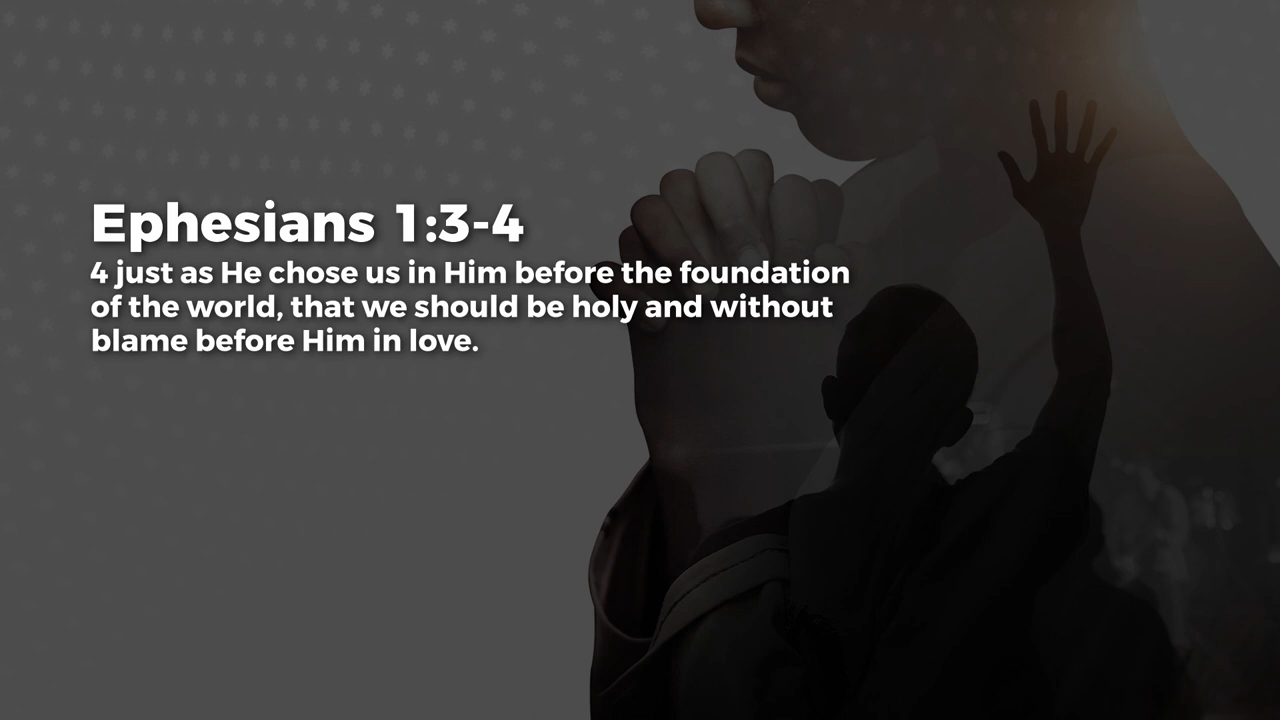 Ephesians 1:3-4
4 just as He chose us in Him before the foundation
of the world, that we should be holy and without
blame before Him in love.